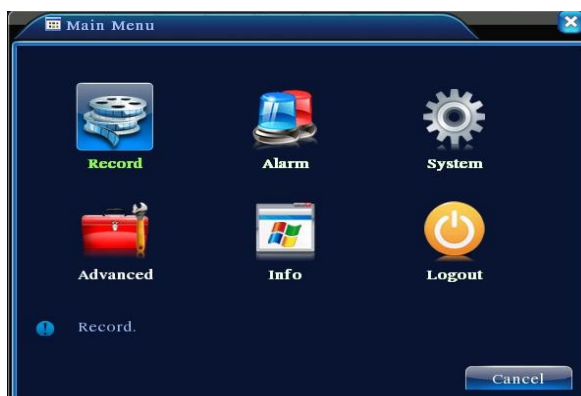 Main Menu
Record Alarm System
Advanced Info Logout
Record.
Cancel